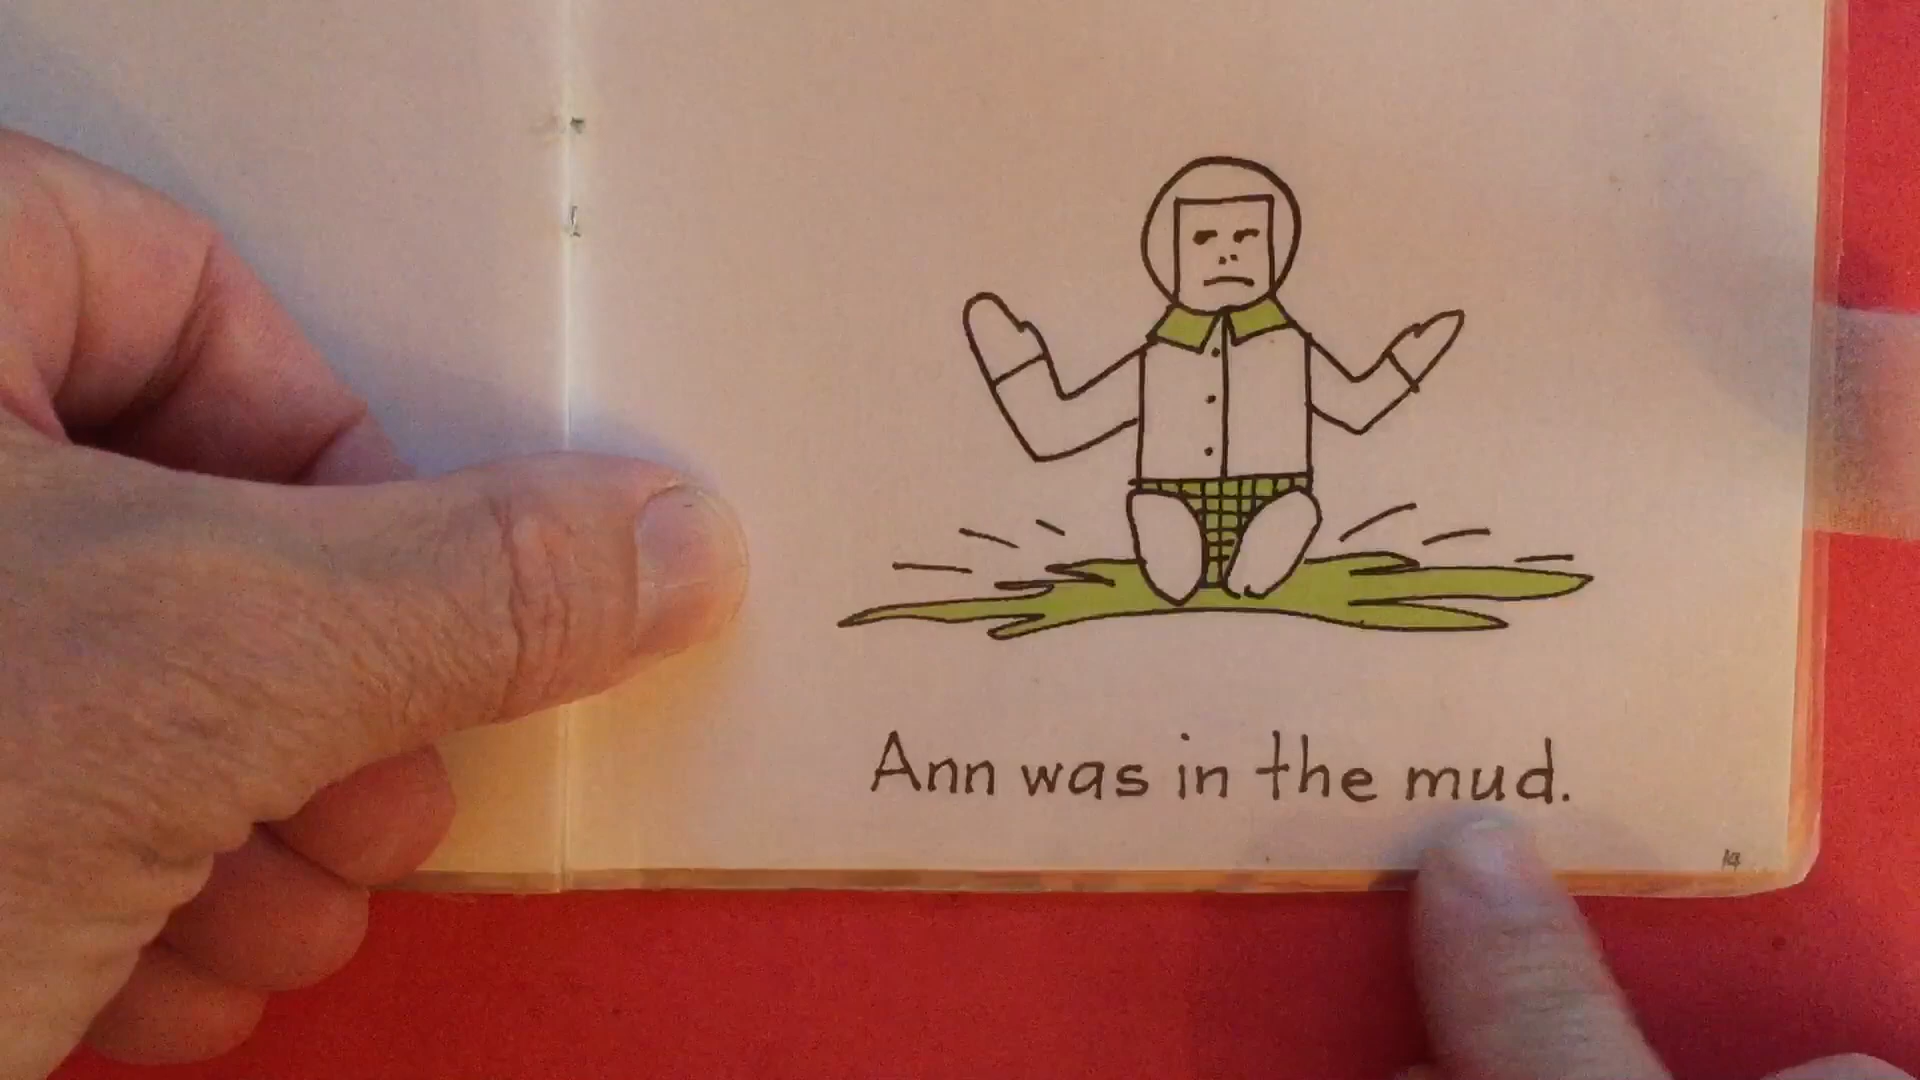 Ann was in the mud.